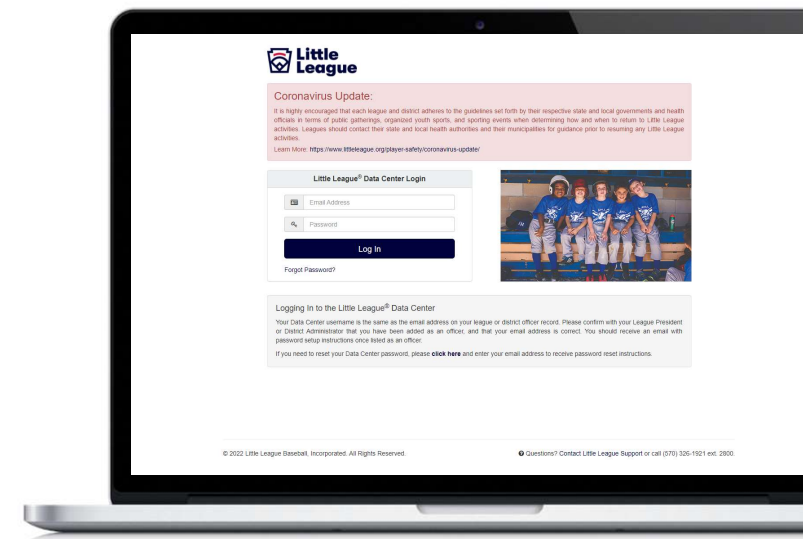 Little
League
Coronavirus Update:
It is highly encouraged that each league and district adheres to the guidelines set forth by their respective state and local governments and health
officials in terms of public gatherings, organized youth sports, and sporting events when determining how and when to return to Little League
activities. Leagues should contact their state and local health authorities and their municipalities for guidance prior to resuming any Little League
activities.
Learn More: https://www.littleleague.org/player-safety/coronavirus-update/
Little League® Data Center Login
Email Address
Password
Log In
Forgot Password?
Logging In to the Little League® Data Center
Your Data Center username is the same as the email address on your league or district officer record. Please confirm with your League President
or District Administrator that you have been added as an officer, and that your email address is correct. You should receive an email with
password setup instructions once listed as an officer.
If you need to reset your Data Center password, please click here and enter your email address to receive password reset instructions.
© 2022 Little League Baseball, Incorporated. All Rights Reserved.
Questions? Contact Little League Support or call (570) 326-1921 ext. 2800.